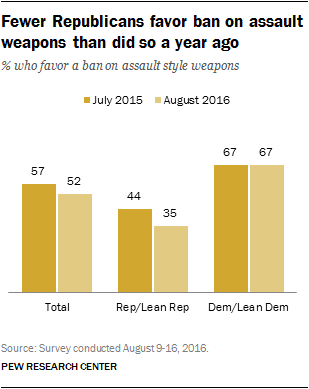 Fewer Republicans favor ban on assault
weapons than did so a year ago
% who favor a ban on assault style weapons
July 2015 August 2016
57 52 44 35 67 67
Total Rep/Lean Rep Dem/Lean Dem
Source: Survey conducted August 9-16, 2016.
PEW RESEARCH CENTER